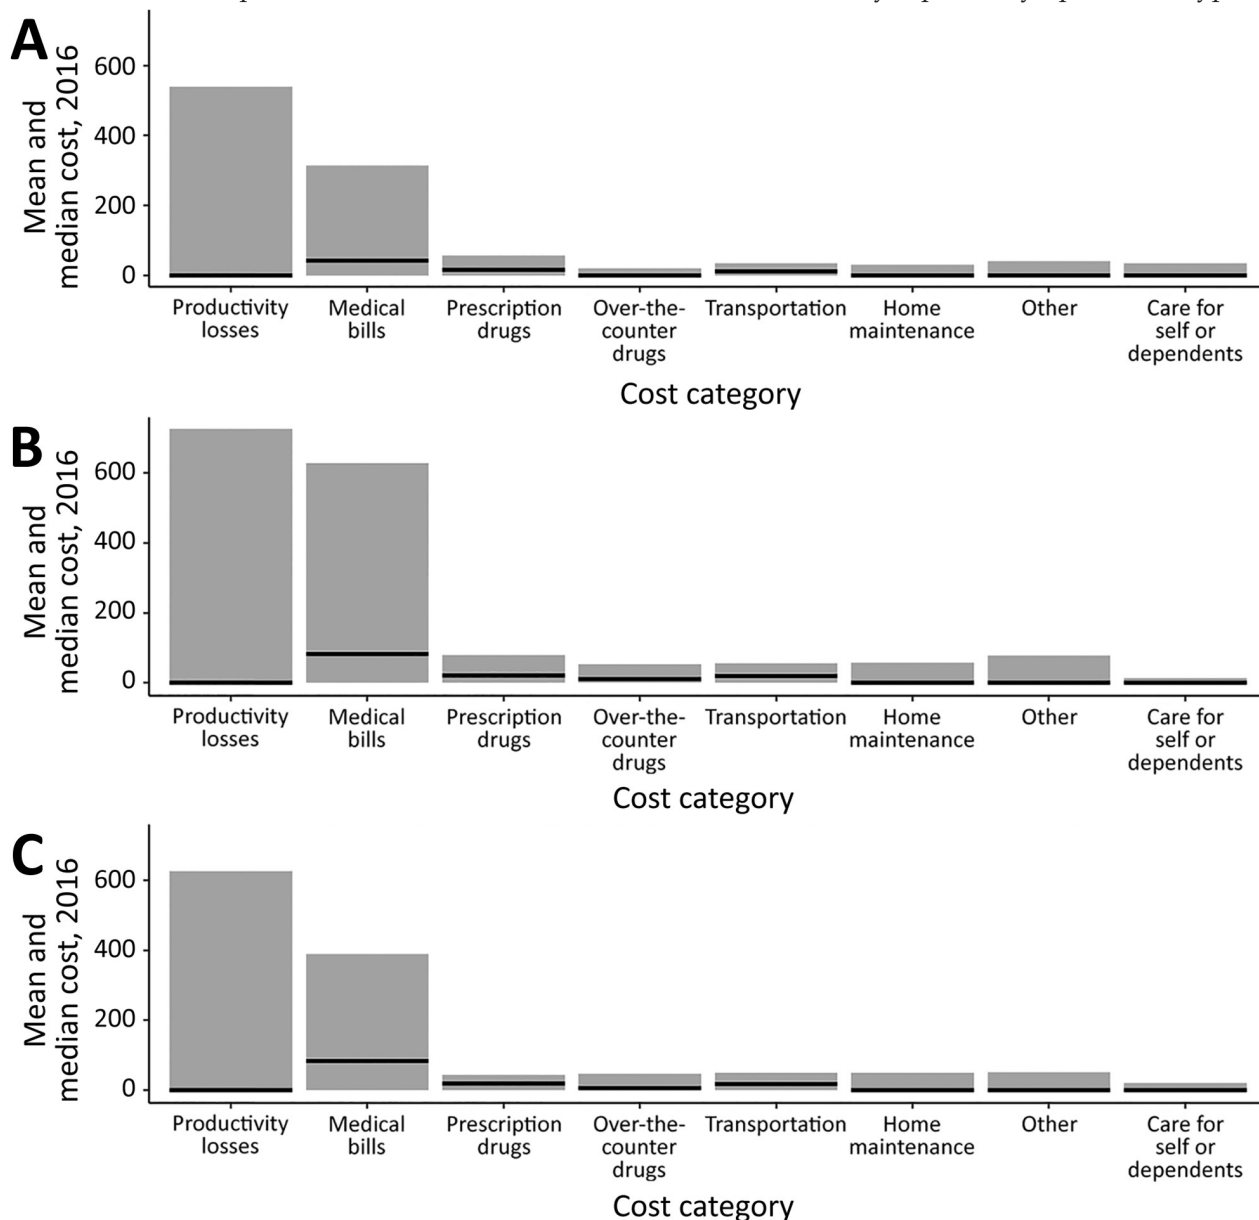 A
Mean and
median cost, 2016
600
400
200
0
Productivity
losses
Medical
bills
Prescription
drugs
Over-the-
counter
drugs
Transportation
Home
maintenance
Other
Care for
self or
dependents
Cost category
B
Mean and
median cost, 2016
600
400
200
0
Productivity
losses
Medical
bills
Prescription
drugs
Over-the-
counter
drugs
Transportation
Home
maintenance
Other
Care for
self or
dependents
Cost category
C
Mean and
median cost, 2016
600
400
200
0
Productivity
losses
Medical
bills
Prescription
drugs
Over-the-
counter
drugs
Transportation
Home
maintenance
Other
Care for
self or
dependents
Cost category